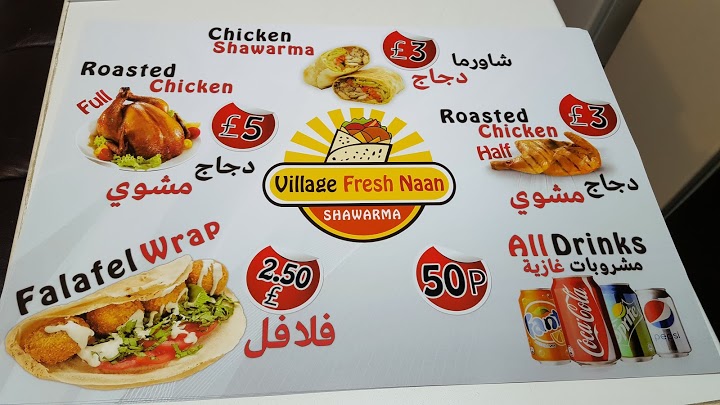 Chicken
Shawarma
£3
شاورما
دجاج
Roasted
Chicken
Full
£5
دجاج
مشوي
Roasted
Chicken
Half
£3
دجاج
مشوي
Village Fresh Naan
SHAWARMA
Falafel Wrap
2.50
£
فلافل
50P
All Drinks
مشروبات غازية
Fanta
Coca-Cola
Sprite
pepsi